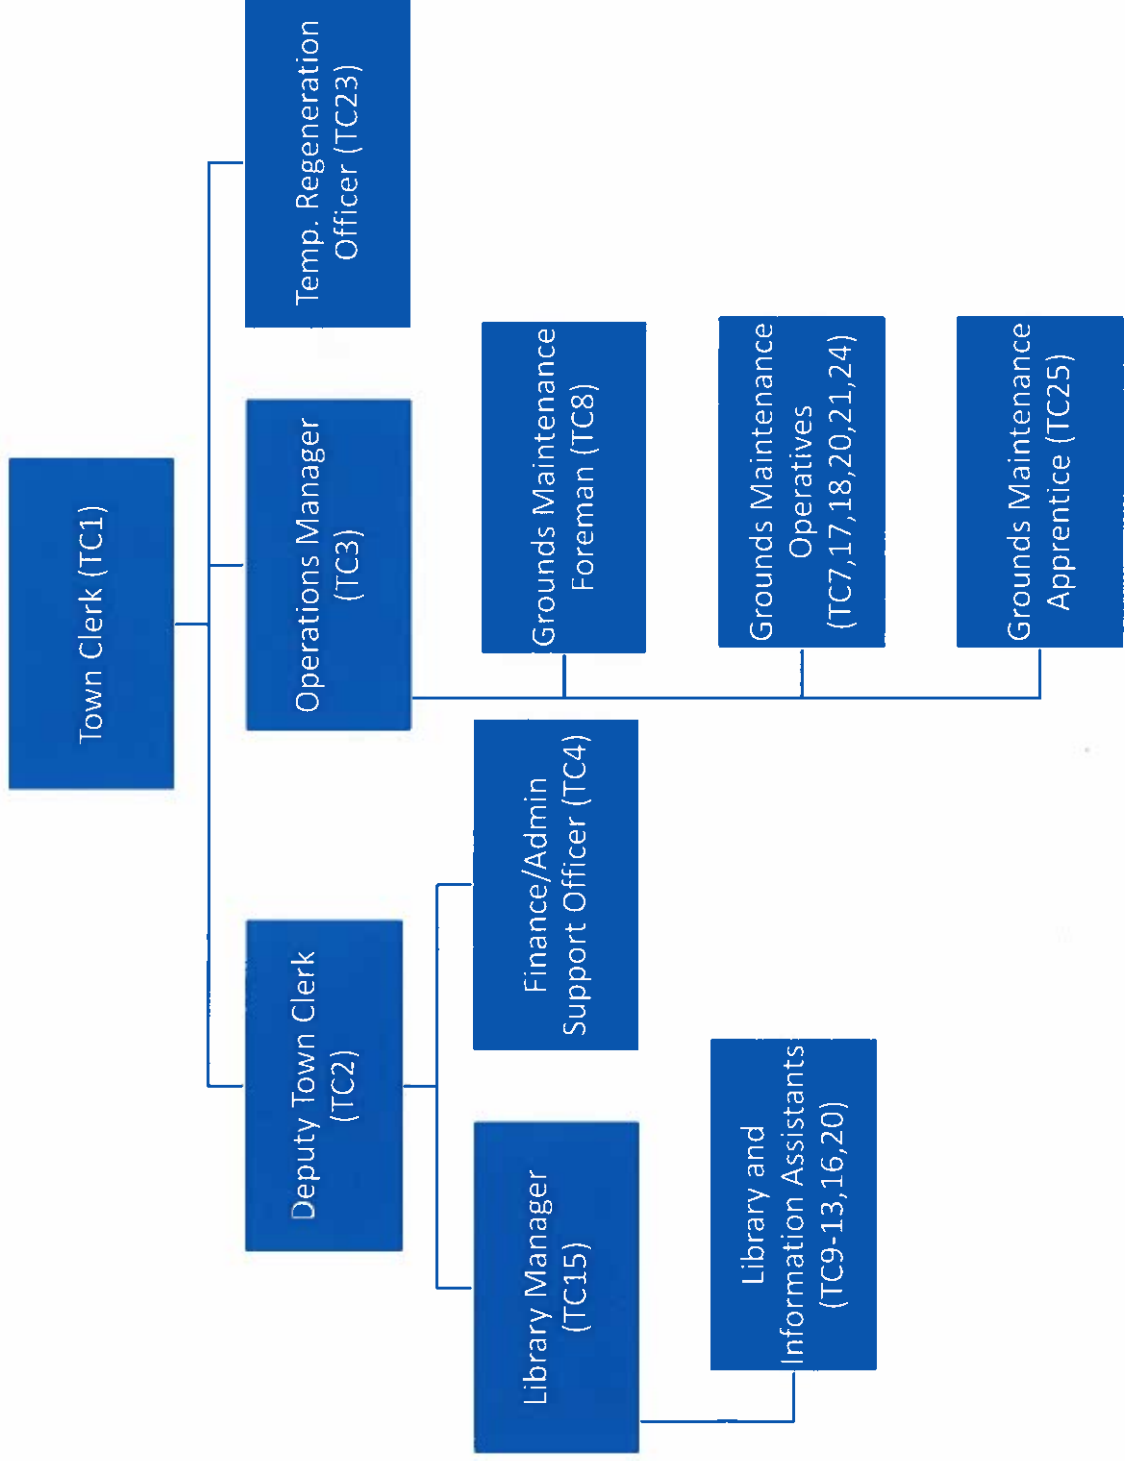 Town Clerk (TC1)
Deputy Town Clerk
(TC2)
Operations Manager
(TC3)
Temp. Regeneration
Officer (TC23)
Library Manager
(TC15)
Finance/Admin
Support Officer (TC4)
Grounds Maintenance
Foreman (TC8)
Library and
Information Assistants
(TC9-13,16,20)
Grounds Maintenance
Operatives
(TC7,17,18,20,21,24)
Grounds Maintenance
Apprentice (TC25)